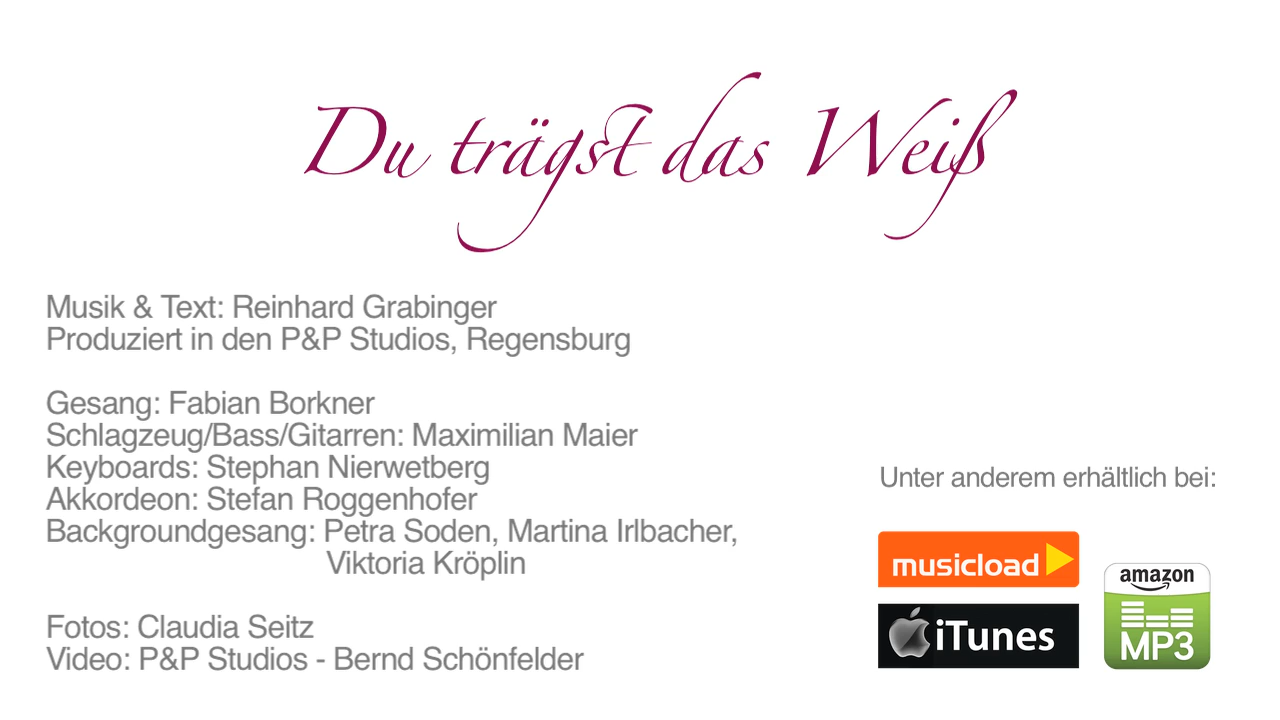 Du trägst das Weiß
Musik & Text: Reinhard Grabinger
Produziert in den P&P Studios, Regensburg
Gesang: Fabian Borkner
Schlagzeug/Bass/Gitarren: Maximilian Maier
Keyboards: Stephan Nierwetberg
Akkordeon: Stefan Roggenhofer
Backgroundgesang: Petra Soden, Martina Irlbacher,
Viktoria Kröplin
Fotos: Claudia Seitz
Video: P&P Studios - Bernd Schönfelder
Unter anderem erhältlich bei:
musicload
iTunes
amazon
MP3